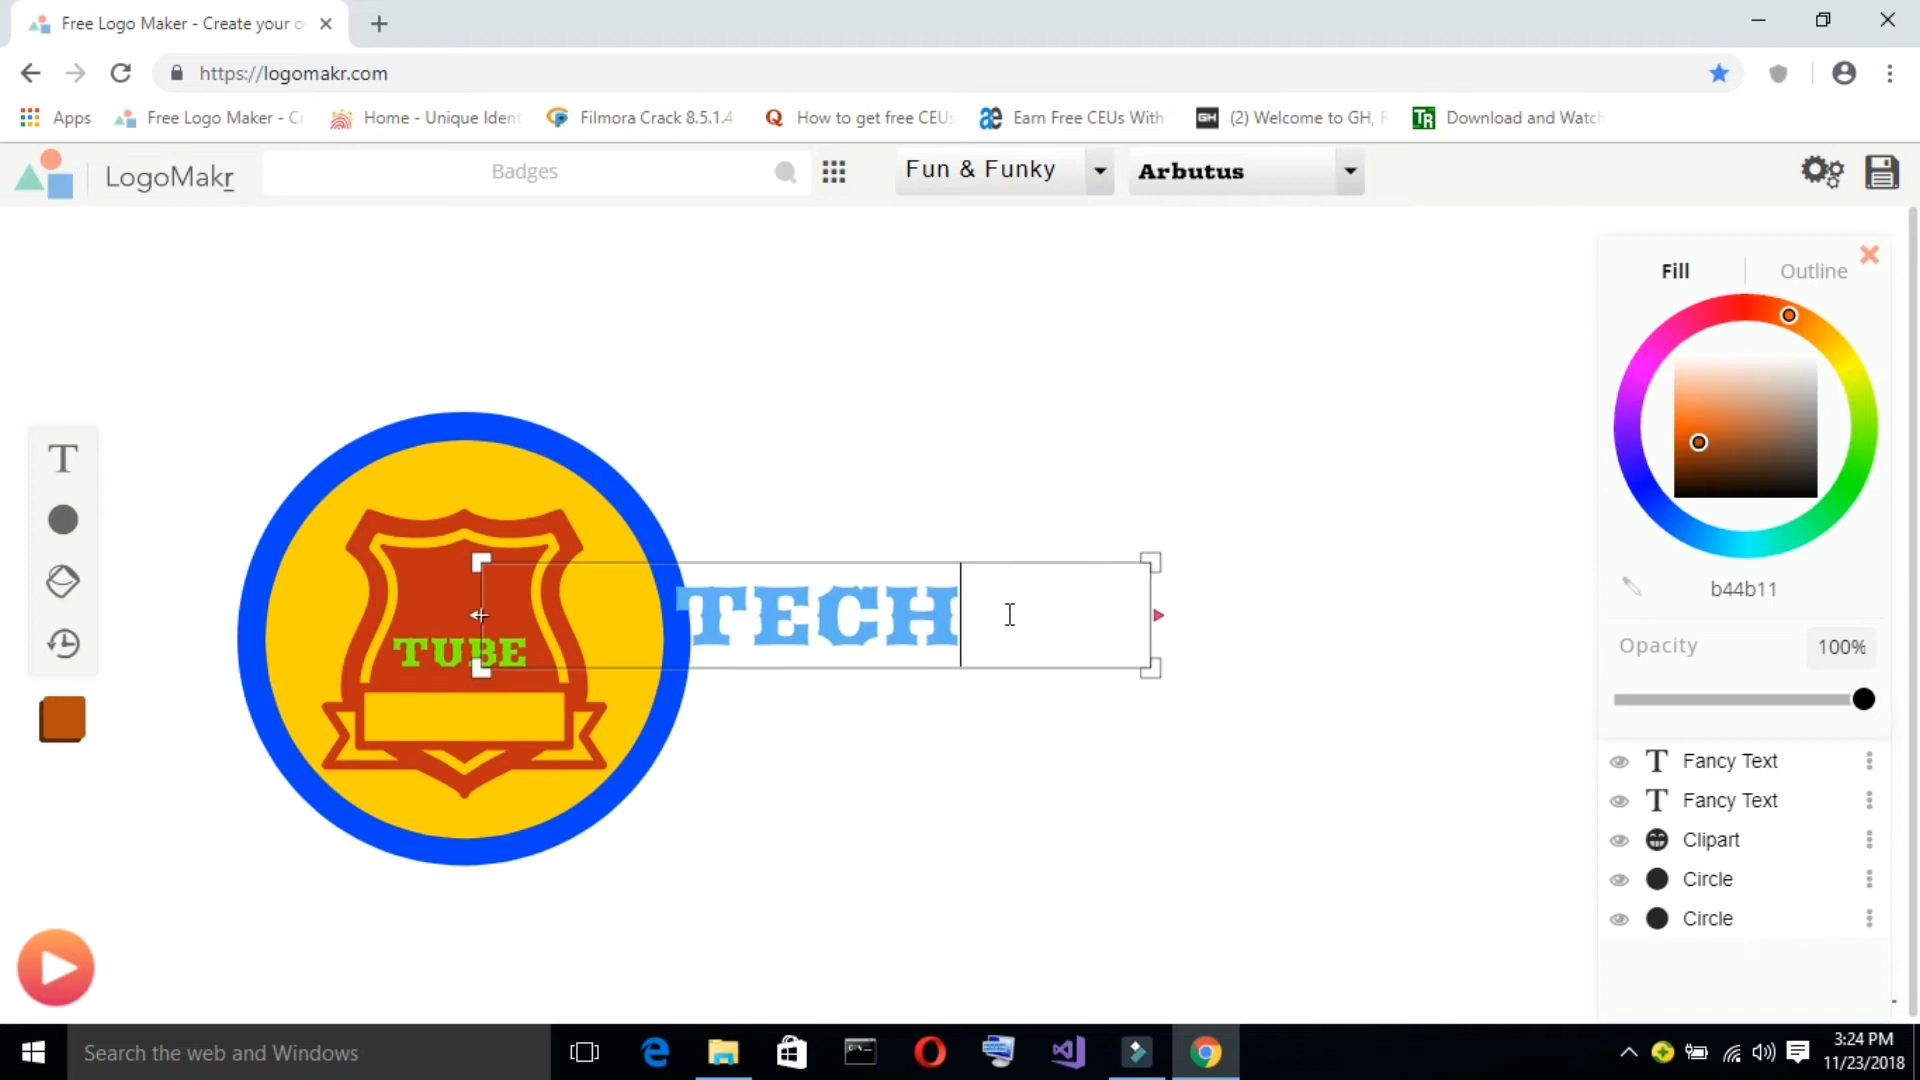 Free Logo Maker - Create your o
https://logomakr.com
Apps
Free Logo Maker - Cr
Home - Unique Ident
Filmora Crack 8.5.1.4
How to get free CEUs
Earn Free CEUs With
(2) Welcome to GH, F
Download and Watch
LogoMakr
Badges
Fun & Funky
Arbutus
Fill
Outline
TECH
TUBE
b44b11
Opacity
100%
T Fancy Text
T Fancy Text
Clipart
Circle
Circle
T
Search the web and Windows
3:24 PM
11/23/2018